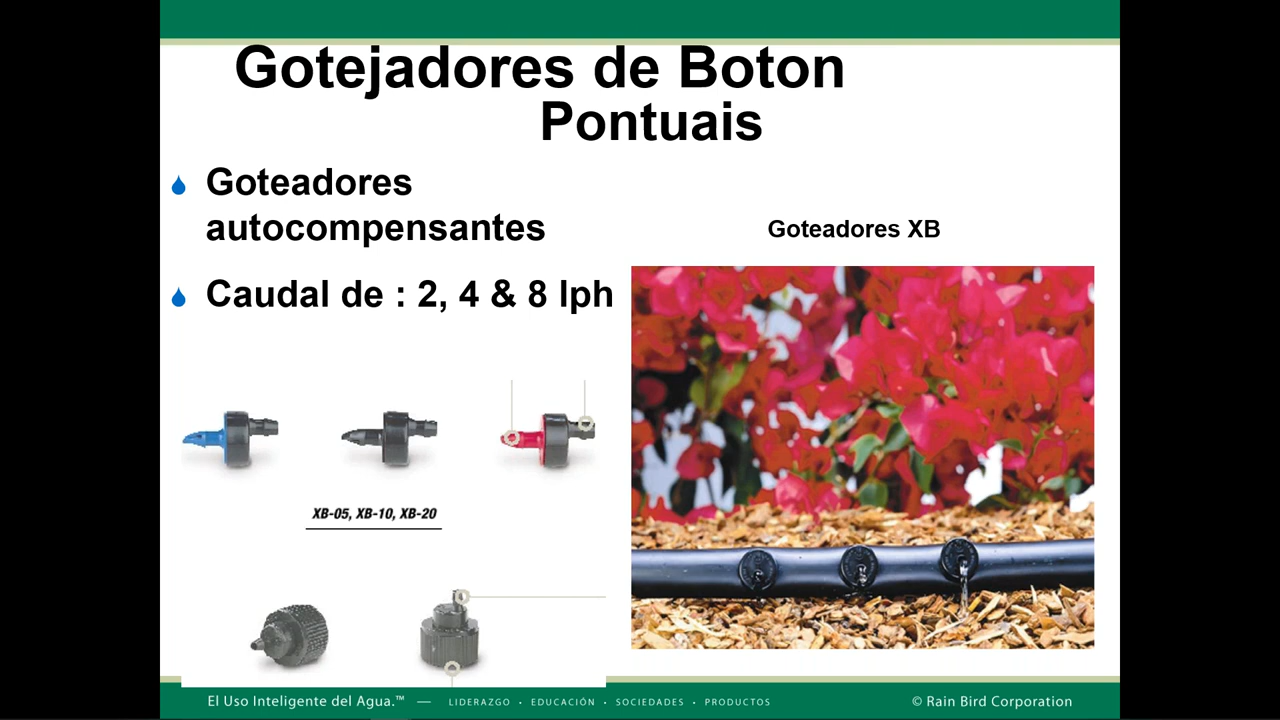 Gotejadores de Boton
Pontuais
Goteadores
autocompensantes
Caudal de : 2, 4 & 8 lph
Goteadores XB
XB-05, XB-10, XB-20
El Uso Inteligente del Agua.™ — LIDERAZGO • EDUCACIÓN • SOCIEDADES • PRODUCTOS
© Rain Bird Corporation